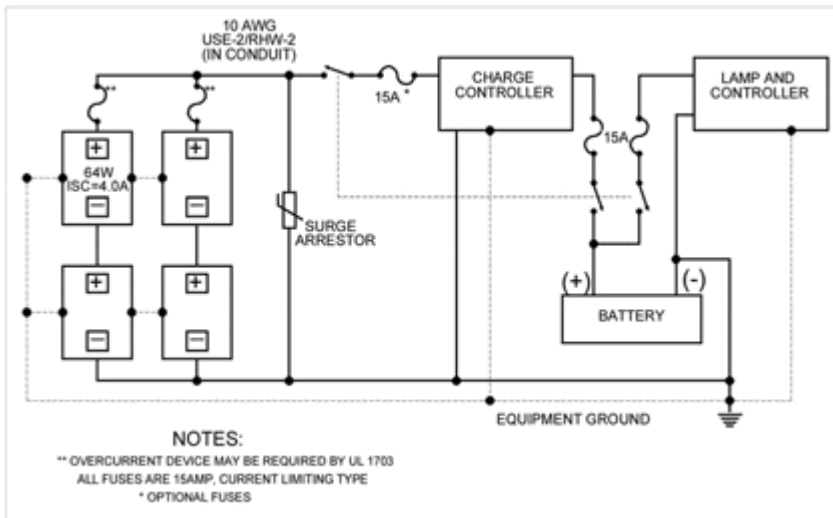 10 AWG
USE-2/RHW-2
(IN CONDUIT)
**
**
15A *
CHARGE
CONTROLLER
LAMP AND
CONTROLLER
+
+
64W
ISC=4.0A
−
−
15A
SURGE
ARRESTOR
+
+
−
−
(+)
(-)
BATTERY
EQUIPMENT GROUND
NOTES:
** OVERCURRENT DEVICE MAY BE REQUIRED BY UL 1703
ALL FUSES ARE 15AMP, CURRENT LIMITING TYPE
* OPTIONAL FUSES